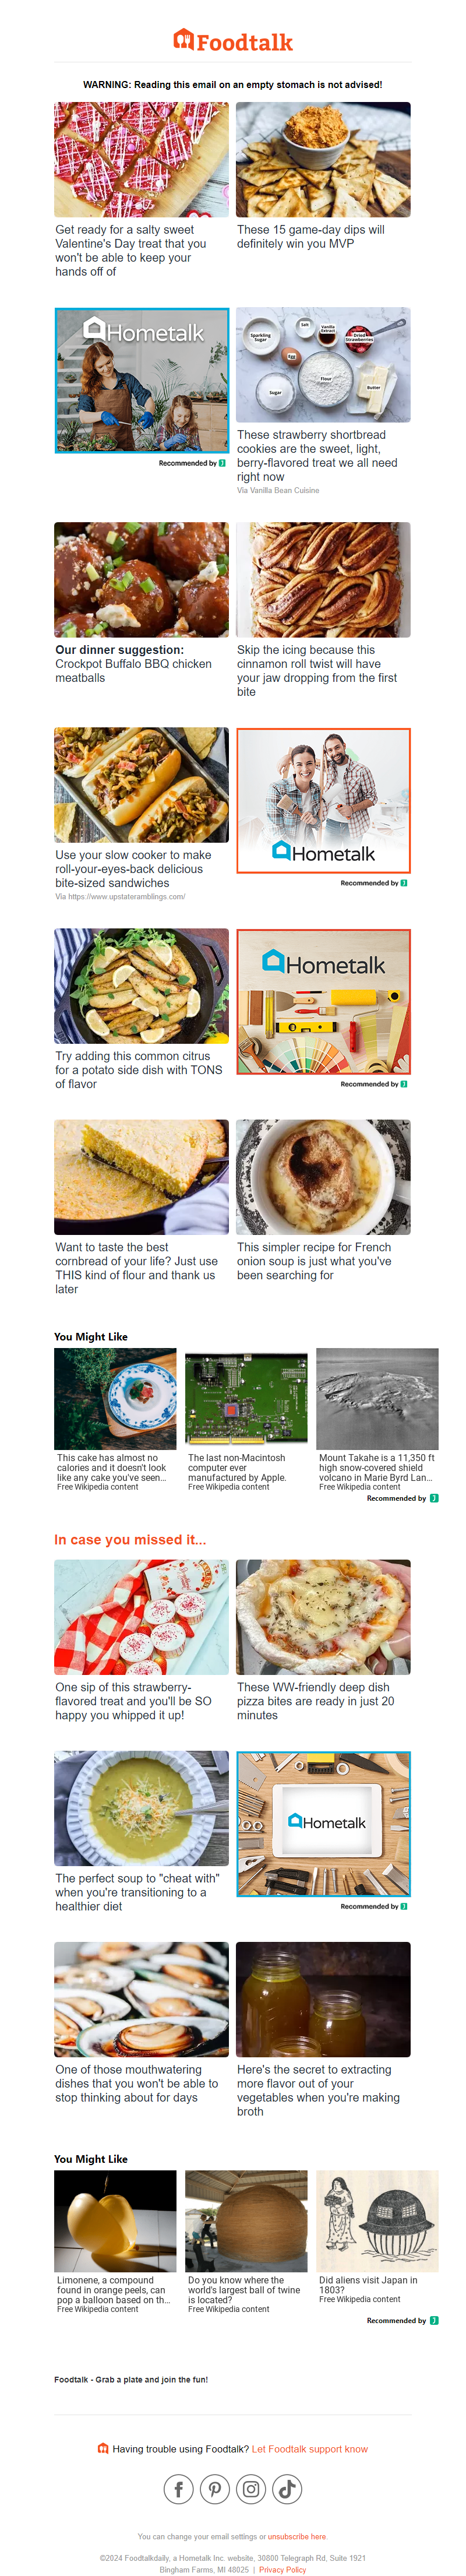 Foodtalk
WARNING: Reading this email on an empty stomach is not advised!
Get ready for a salty sweet
Valentine's Day treat that you
won't be able to keep your
hands off of
These 15 game-day dips will
definitely win you MVP
Hometalk
Recommended by
Sparkling
Sugar
Salt
Vanilla
Extract
Dried
Strawberries
Egg
Sugar
Flour
Butter
These strawberry shortbread
cookies are the sweet, light,
berry-flavored treat we all need
right now
Via Vanilla Bean Cuisine
Our dinner suggestion:
Crockpot Buffalo BBQ chicken
meatballs
Skip the icing because this
cinnamon roll twist will have
your jaw dropping from the first
bite
Use your slow cooker to make
roll-your-eyes-back delicious
bite-sized sandwiches
Via https://www.upstateramblings.com/
Hometalk
Recommended by
Try adding this common citrus
for a potato side dish with TONS
of flavor
Hometalk
Recommended by
Want to taste the best
cornbread of your life? Just use
THIS kind of flour and thank us
later
This simpler recipe for French
onion soup is just what you've
been searching for
You Might Like
This cake has almost no
calories and it doesn't look
like any cake you've seen...
Free Wikipedia content
The last non-Macintosh
computer ever
manufactured by Apple.
Free Wikipedia content
Mount Takahe is a 11,350 ft
high snow-covered shield
volcano in Marie Byrd Lan...
Free Wikipedia content
Recommended by
In case you missed it...
One sip of this strawberry-
flavored treat and you'll be SO
happy you whipped it up!
These WW-friendly deep dish
pizza bites are ready in just 20
minutes
The perfect soup to "cheat with"
when you're transitioning to a
healthier diet
Hometalk
Recommended by
One of those mouthwatering
dishes that you won't be able to
stop thinking about for days
Here's the secret to extracting
more flavor out of your
vegetables when you're making
broth
You Might Like
Limonene, a compound
found in orange peels, can
pop a balloon based on th...
Free Wikipedia content
Do you know where the
world's largest ball of twine
is located?
Free Wikipedia content
Did aliens visit Japan in
1803?
Free Wikipedia content
Recommended by
Foodtalk - Grab a plate and join the fun!
Having trouble using Foodtalk? Let Foodtalk support know
You can change your email settings or unsubscribe here.
©2024 Foodtalkdaily, a Hometalk Inc. website, 30800 Telegraph Rd, Suite 1921
Bingham Farms, MI 48025 | Privacy Policy